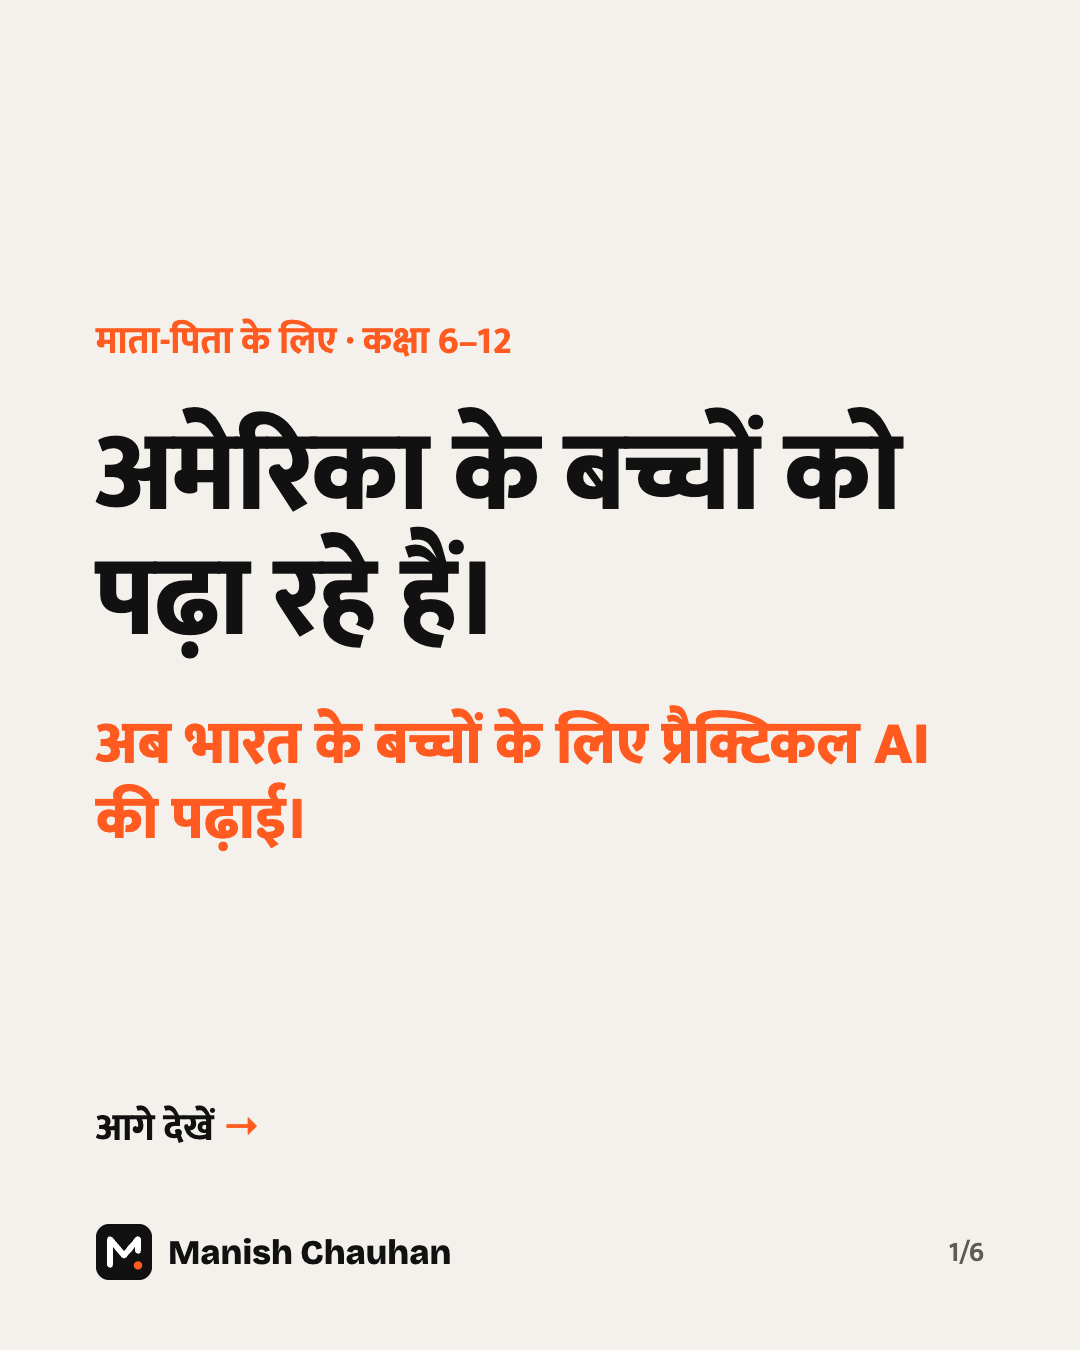 माता-पिता के लिए · कक्षा 6–12
अमेरिका के बच्चों को
पढ़ा रहे हैं।
अब भारत के बच्चों के लिए प्रैक्टिकल AI
की पढ़ाई।
आगे देखें →
M. Manish Chauhan
1/6